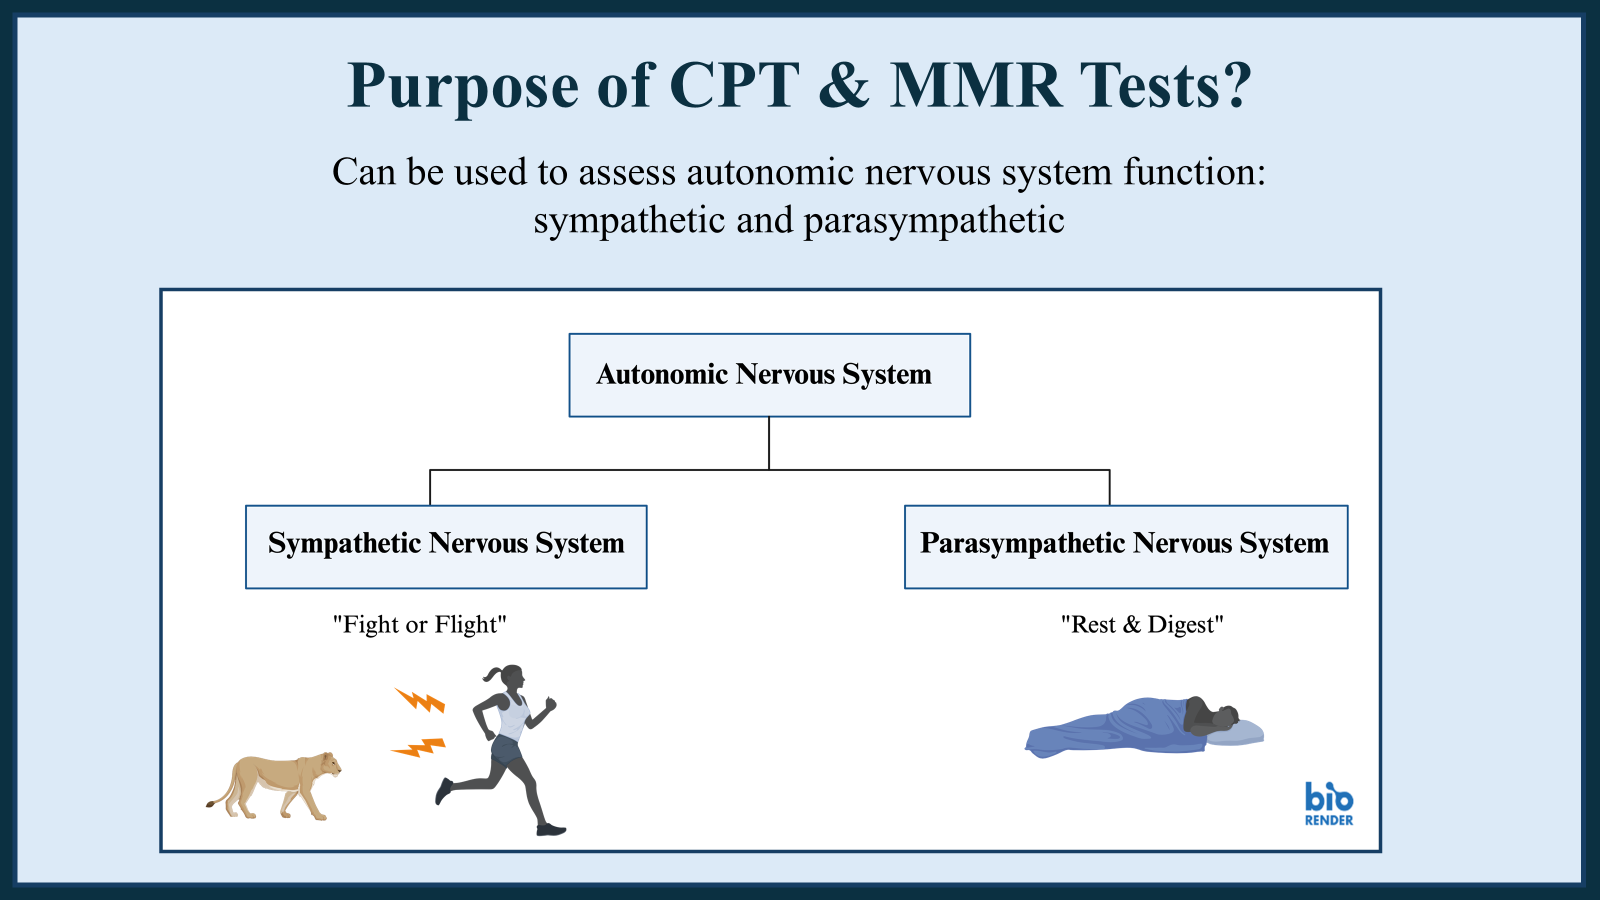 Purpose of CPT & MMR Tests?
Can be used to assess autonomic nervous system function:
sympathetic and parasympathetic
Autonomic Nervous System
Sympathetic Nervous System
Parasympathetic Nervous System
"Fight or Flight"
"Rest & Digest"
bio
RENDER